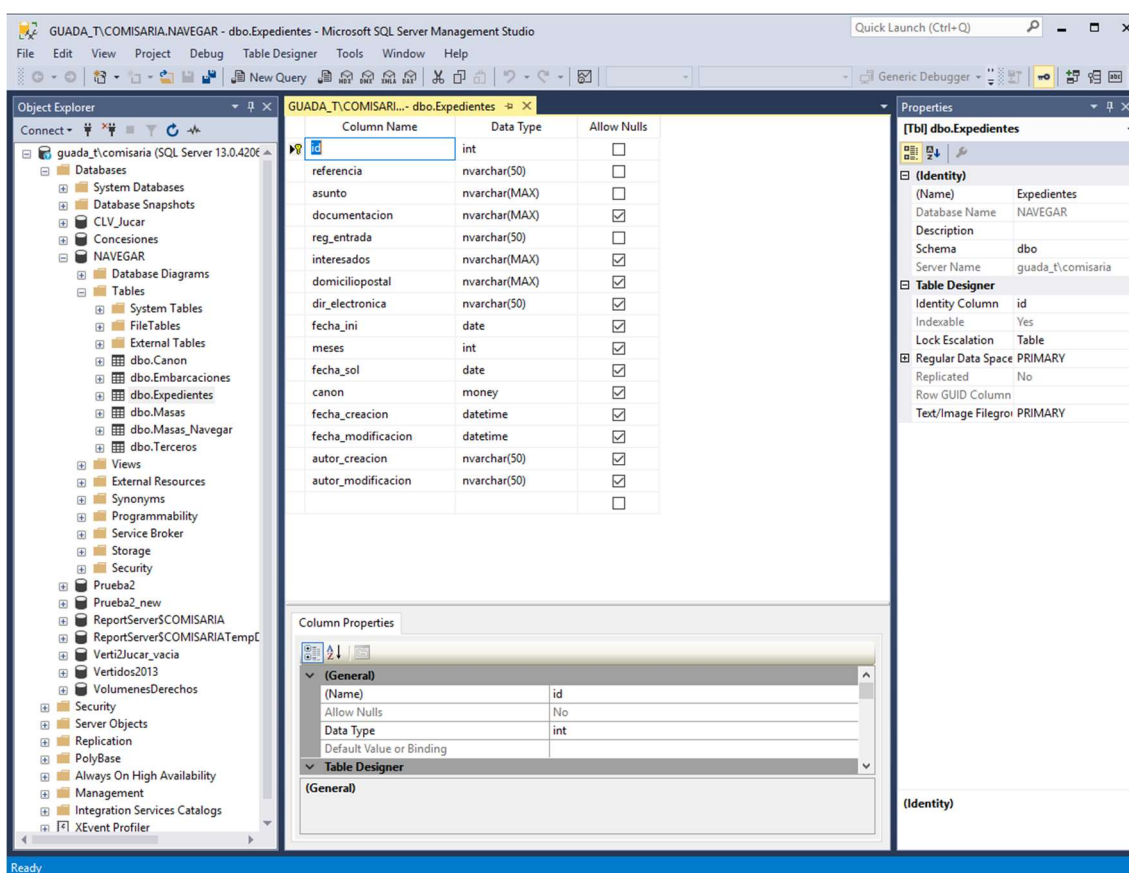 GUADA_T\COMISARIA.NAVEGAR - dbo.Expedientes - Microsoft SQL Server Management Studio
Quick Launch (Ctrl+Q)
File Edit View Project Debug Table Designer Tools Window Help
New Query MDX DMX XMLA DAX
Generic Debugger
Object Explorer
Connect
guada_t\comisaria (SQL Server 13.0.4206
Databases
System Databases
Database Snapshots
CLV_Jucar
Concesiones
NAVEGAR
Database Diagrams
Tables
System Tables
FileTables
External Tables
dbo.Canon
dbo.Embarcaciones
dbo.Expedientes
dbo.Masas
dbo.Masas_Navegar
dbo.Terceros
Views
External Resources
Synonyms
Programmability
Service Broker
Storage
Security
Prueba2
Prueba2_new
ReportServer$COMISARIA
ReportServer$COMISARIATempD
Verti2Jucar_vacia
Vertidos2013
VolumenesDerechos
Security
Server Objects
Replication
PolyBase
Always On High Availability
Management
Integration Services Catalogs
XEvent Profiler
GUADA_T\COMISARI...- dbo.Expedientes
Column Name Data Type Allow Nulls
id int
referencia nvarchar(50)
asunto nvarchar(MAX)
documentacion nvarchar(MAX)
reg_entrada nvarchar(50)
interesados nvarchar(MAX)
domiciliopostal nvarchar(MAX)
dir_electronica nvarchar(50)
fecha_ini date
meses int
fecha_sol date
canon money
fecha_creacion datetime
fecha_modificacion datetime
autor_creacion nvarchar(50)
autor_modificacion nvarchar(50)
Column Properties
(General)
(Name) id
Allow Nulls No
Data Type int
Default Value or Binding
Table Designer
(General)
Properties
[Tbl] dbo.Expedientes
(Identity)
(Name) Expedientes
Database Name NAVEGAR
Description
Schema dbo
Server Name guada_t\comisaria
Table Designer
Identity Column id
Indexable Yes
Lock Escalation Table
Regular Data Space PRIMARY
Replicated No
Row GUID Column
Text/Image Filegro PRIMARY
(Identity)
Ready